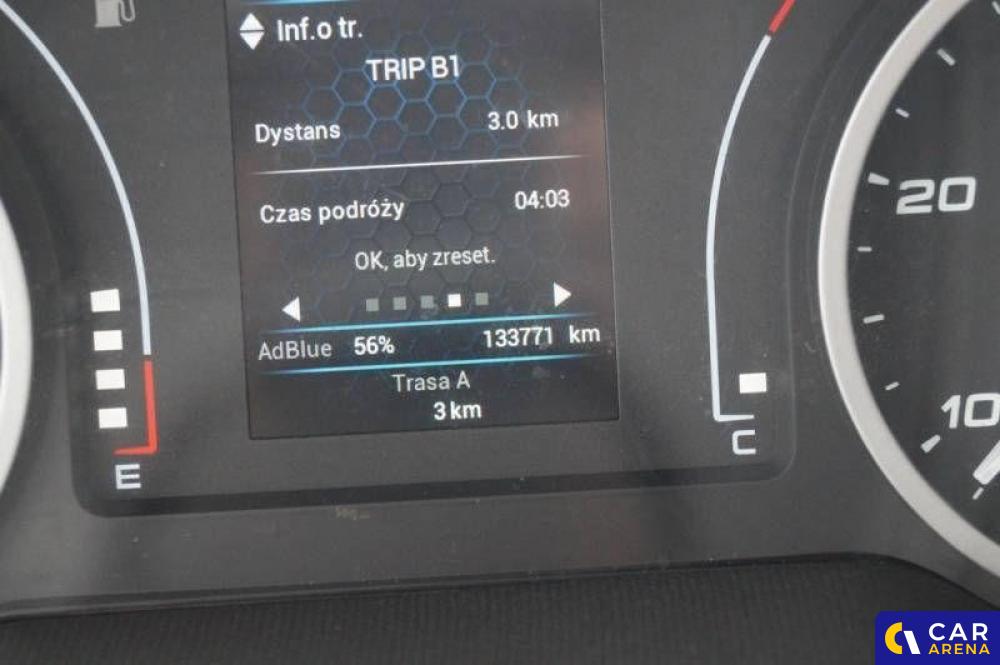 Inf.o tr.
TRIP B1
Dystans 3.0 km
Czas podróży 04:03
OK, aby zreset.
AdBlue 56% 133771 km
Trasa A
3 km
E
C
20
10
CAR
ARENA